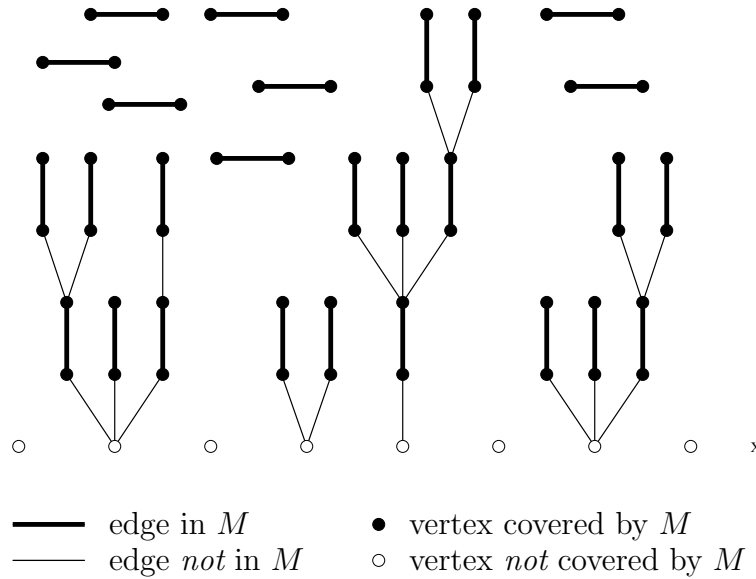 x
edge in M
vertex covered by M
edge not in M
vertex not covered by M